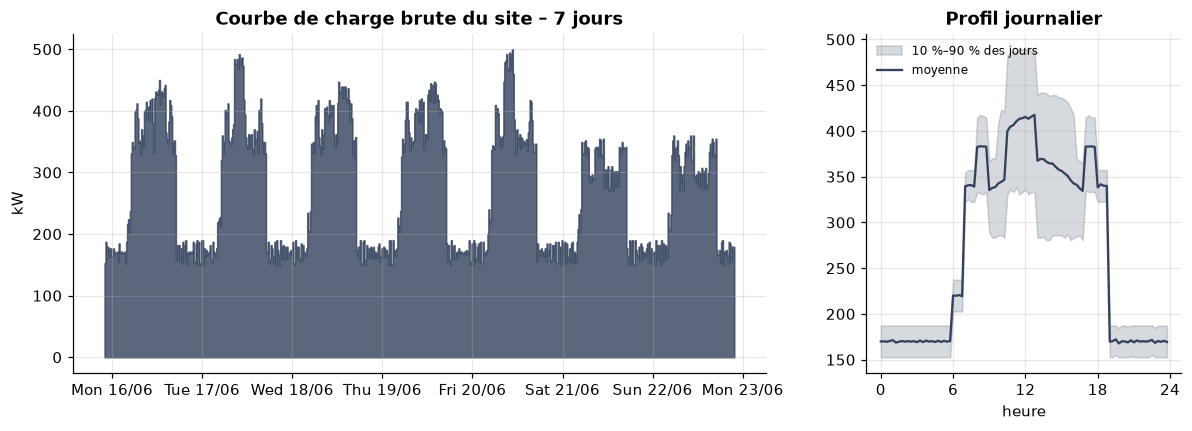 Courbe de charge brute du site – 7 jours
kW
500
400
300
200
100
0
Mon 16/06 Tue 17/06 Wed 18/06 Thu 19/06 Fri 20/06 Sat 21/06 Sun 22/06 Mon 23/06
Profil journalier
10 %–90 % des jours
moyenne
500
450
400
350
300
250
200
150
0 6 12 18 24
heure